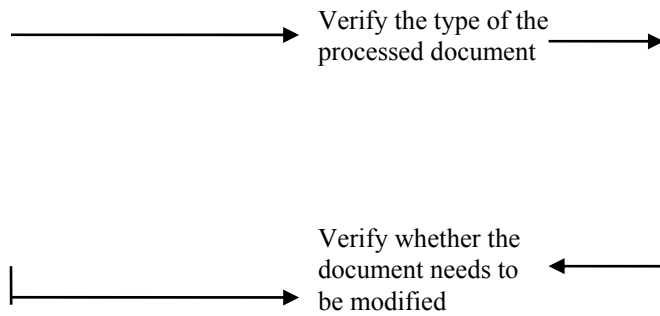 Verify the type of the
processed document
Verify whether the
document needs to
be modified